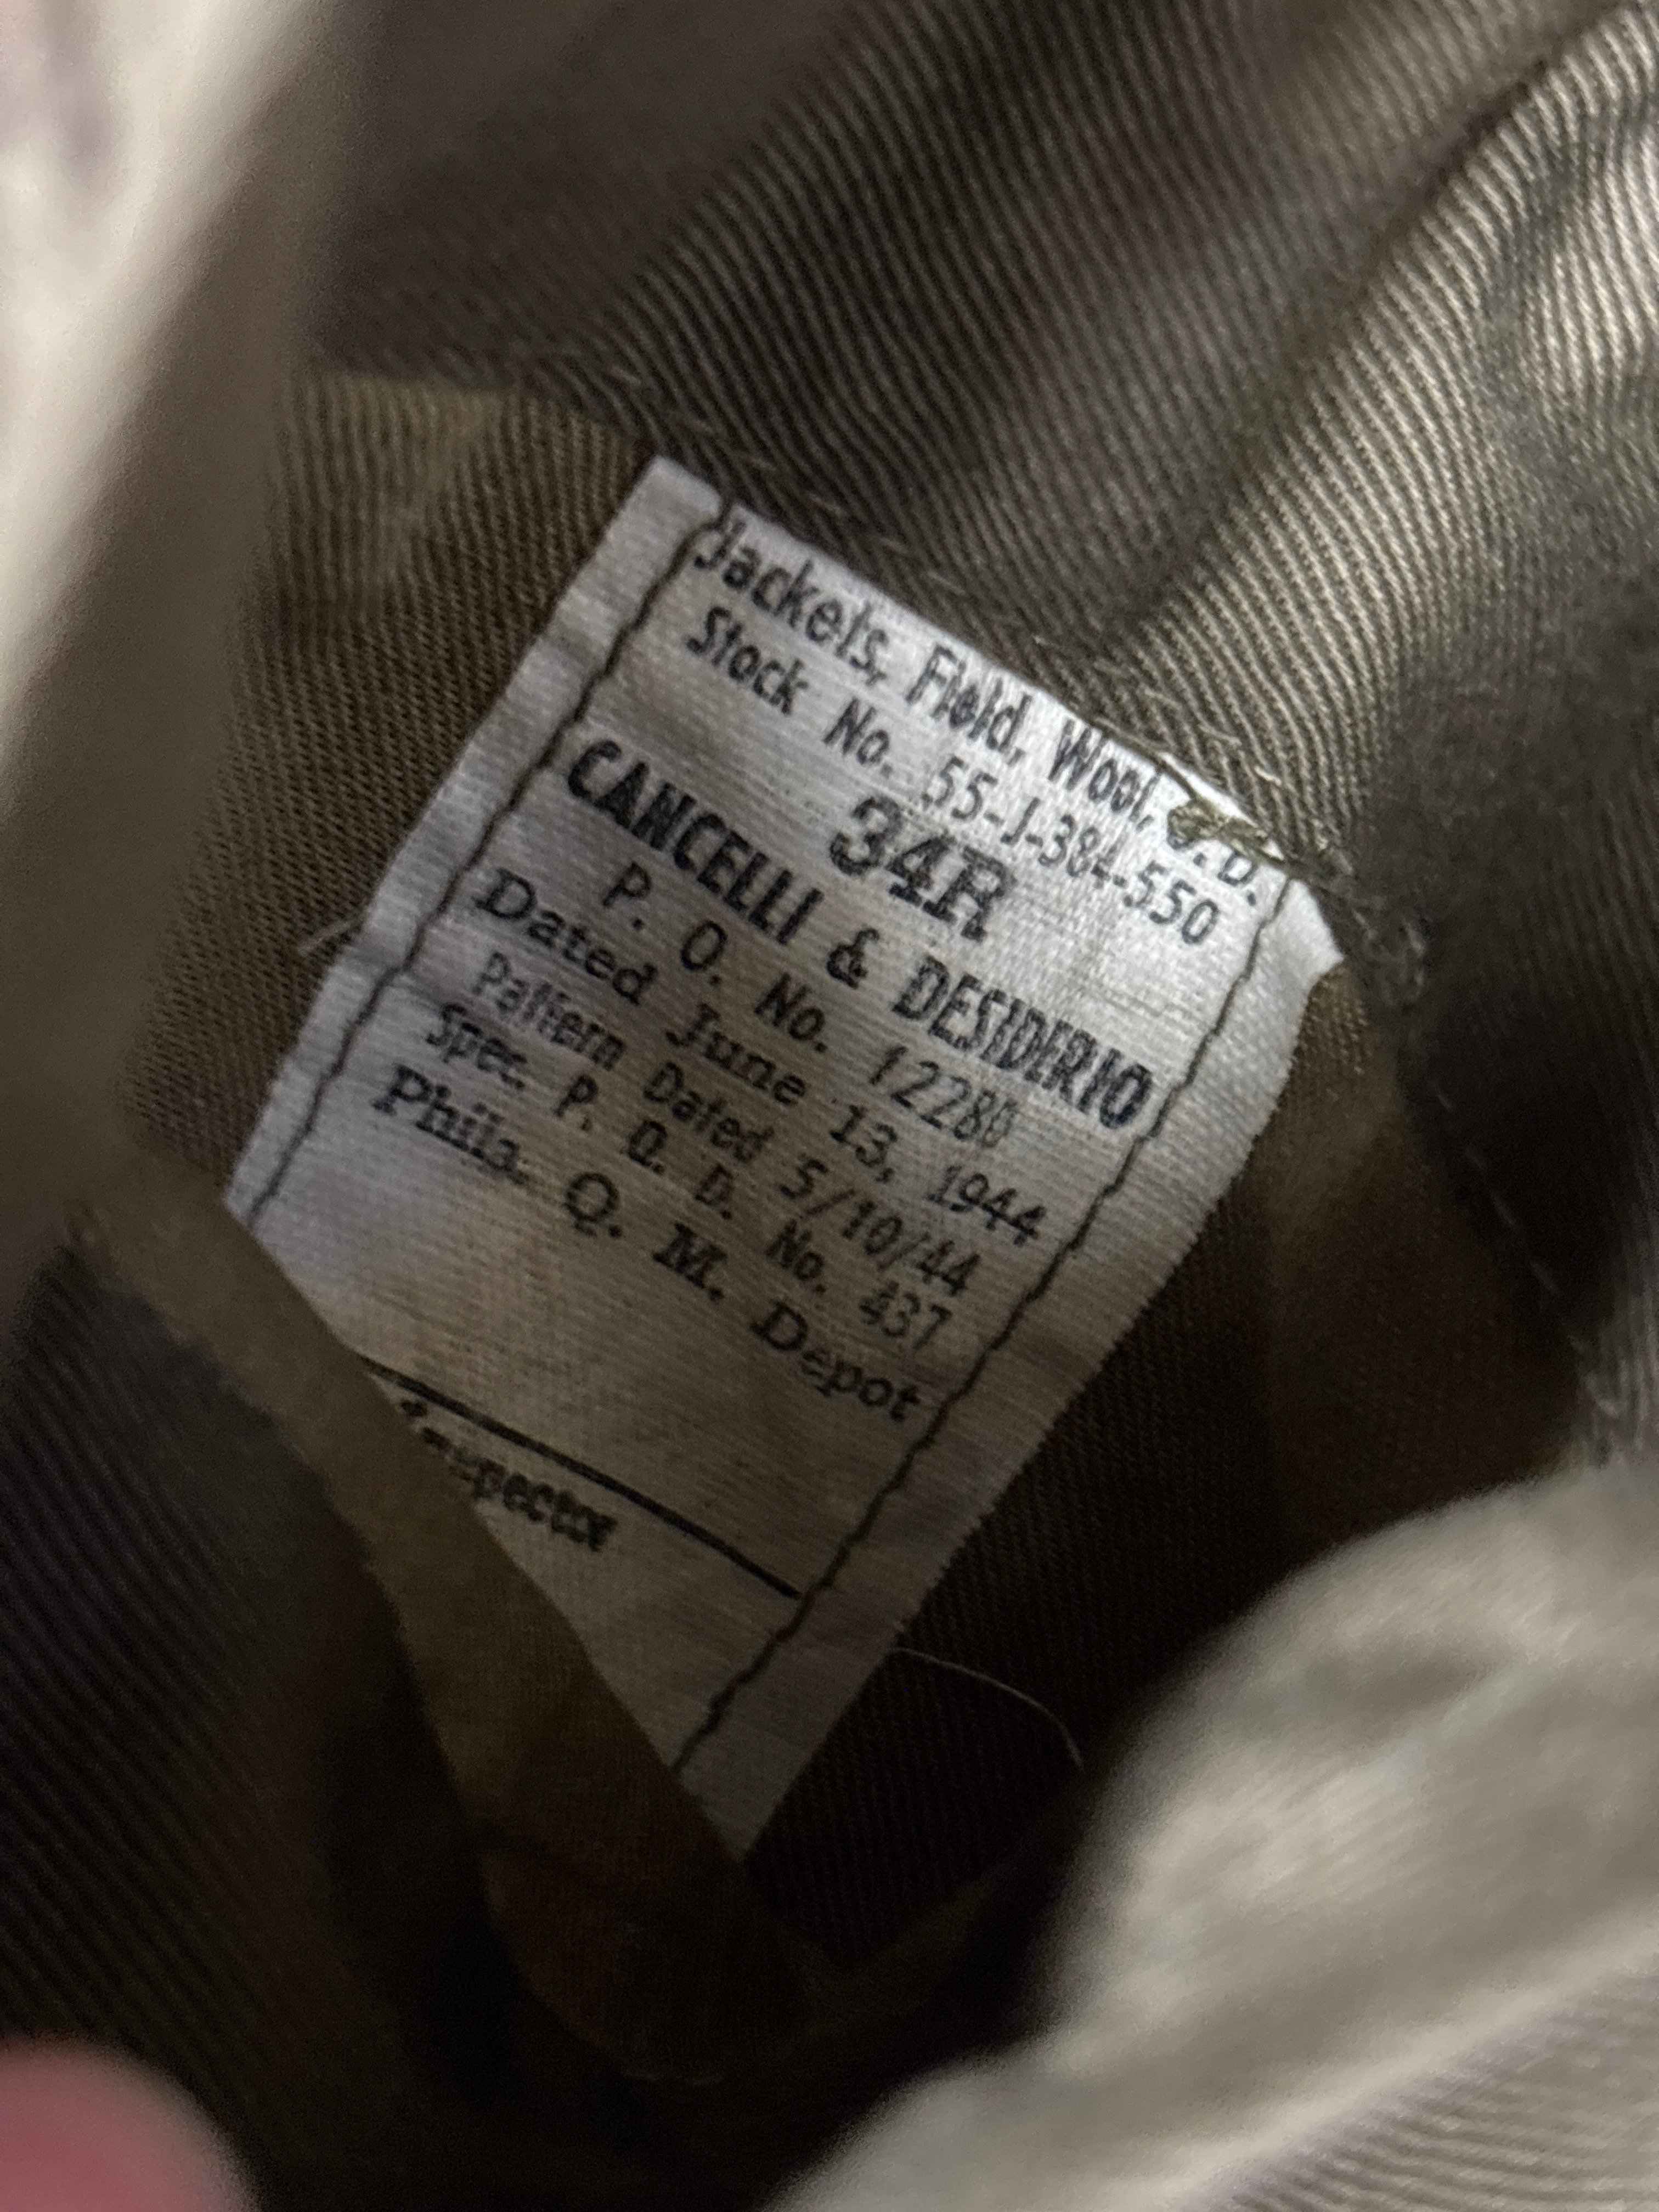 Jackets, Field, Wool, O.D.
Stock No. 55-J-384-550
34R
CANCELLI & DESIDERIO
P. O. No. 12280
Dated June 13, 1944
Pattern Dated 5/10/44
Spec. P. Q. D. No. 437
Phila. Q. M. Depot
Inspector